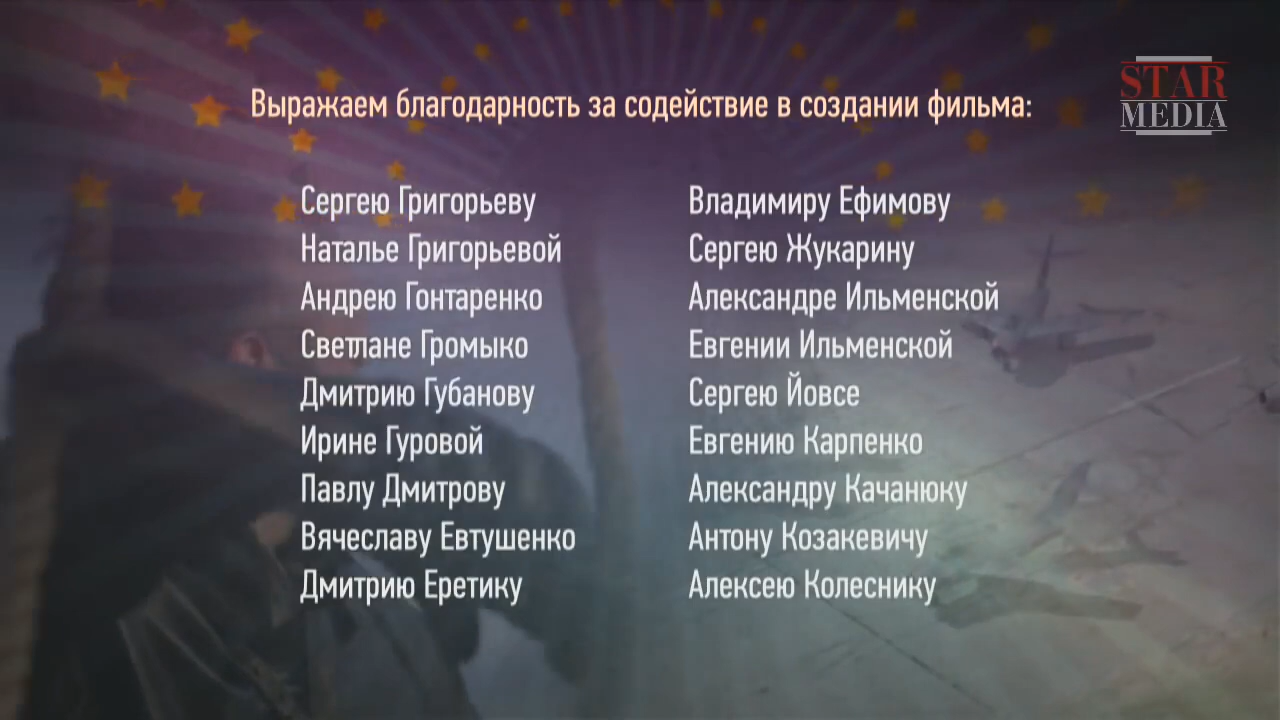 Выражаем благодарность за содействие в создании фильма:
STAR
MEDIA
Сергею Григорьеву
Наталье Григорьевой
Андрею Гонтаренко
Светлане Громыко
Дмитрию Губанову
Ирине Гуровой
Павлу Дмитрову
Вячеславу Евтушенко
Дмитрию Еретику
Владимиру Ефимову
Сергею Жукарину
Александре Ильменской
Евгении Ильменской
Сергею Йовсе
Евгению Карпенко
Александру Качанюку
Антону Козакевичу
Алексею Колеснику